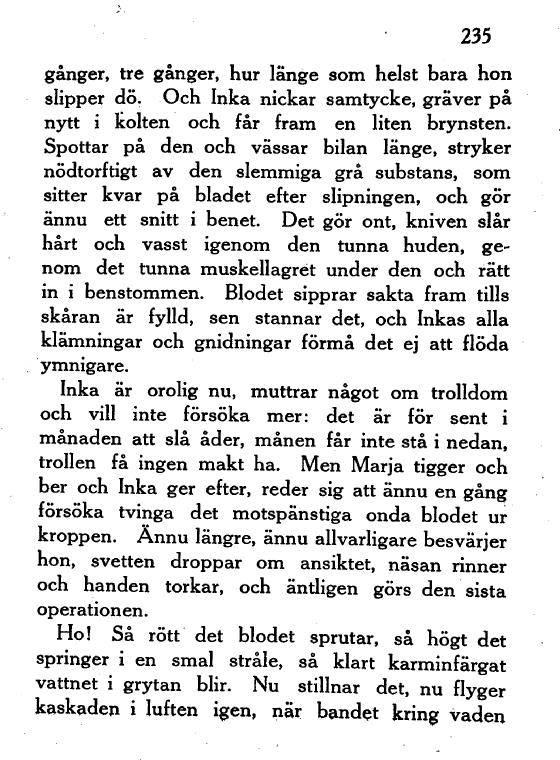 235
gånger, tre gånger, hur länge som helst bara hon
slipper dö. Och Inka nickar samtycke, gräver på
nytt i kolten och får fram en liten brynsten.
Spottar på den och vässar bilan länge, stryker
nödtorftigt av den slemmiga grå substans, som
sitter kvar på bladet efter slipningen, och gör
ännu ett snitt i benet. Det gör ont, kniven slår
hårt och vasst igenom den tunna huden, ge-
nom det tunna muskellagret under den och rätt
in i benstommen. Blodet sipprar sakta fram tills
skåran är fylld, sen stannar det, och Inkas alla
klämningar och gnidningar förmå det ej att flöda
ymnigare.
Inka är orolig nu, muttrar något om trolldom
och vill inte försöka mer: det är för sent i
månaden att slå åder, månen får inte stå i nedan,
trollen få ingen makt ha. Men Marja tigger och
ber och Inka ger efter, reder sig att ännu en gång
försöka tvinga det motspänstiga onda blodet ur
kroppen. Ännu längre, ännu allvarligare besvärjer
hon, svetten droppar om ansiktet, näsan rinner
och handen torkar, och äntligen görs den sista
operationen.
Ho! Så rött det blodet sprutar, så högt det
springer i en smal stråle, så klart karminfärgat
vattnet i grytan blir. Nu stillnar det, nu flyger
kaskaden i luften igen, när bandet kring vaden